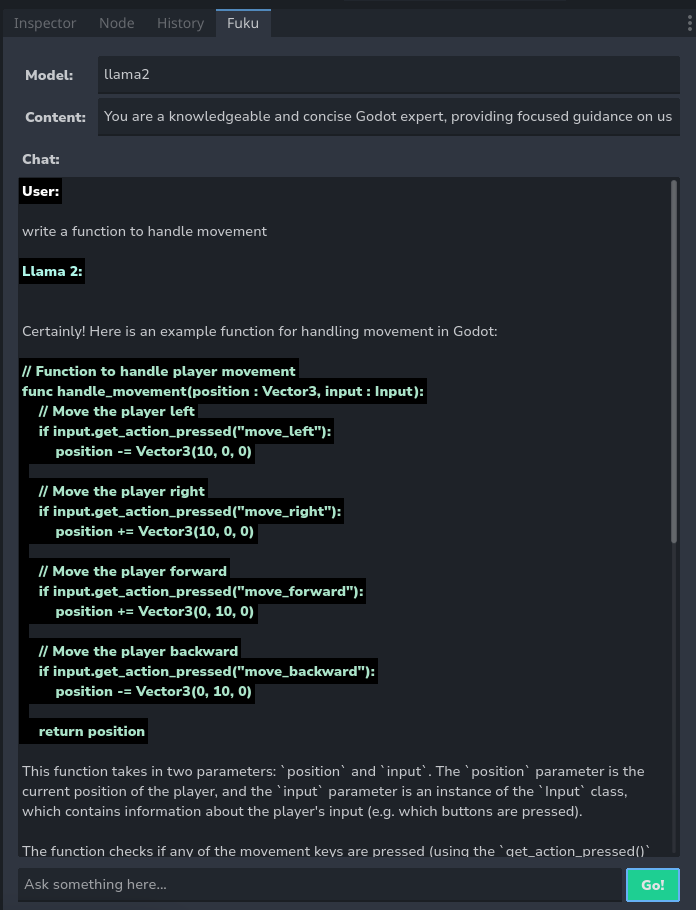 Inspector Node History Fuku
Model: llama2
Content: You are a knowledgeable and concise Godot expert, providing focused guidance on us
Chat:
User:
write a function to handle movement
Llama 2:
Certainly! Here is an example function for handling movement in Godot:
// Function to handle player movement
func handle_movement(position : Vector3, input : Input):
// Move the player left
if input.get_action_pressed("move_left"):
position -= Vector3(10, 0, 0)
// Move the player right
if input.get_action_pressed("move_right"):
position += Vector3(10, 0, 0)
// Move the player forward
if input.get_action_pressed("move_forward"):
position += Vector3(0, 10, 0)
// Move the player backward
if input.get_action_pressed("move_backward"):
position -= Vector3(0, 10, 0)
return position
This function takes in two parameters: `position` and `input`. The `position` parameter is the
current position of the player, and the `input` parameter is an instance of the `Input` class,
which contains information about the player's input (e.g. which buttons are pressed).
The function checks if any of the movement keys are pressed (using the `get_action_pressed()`
Ask something here... Go!